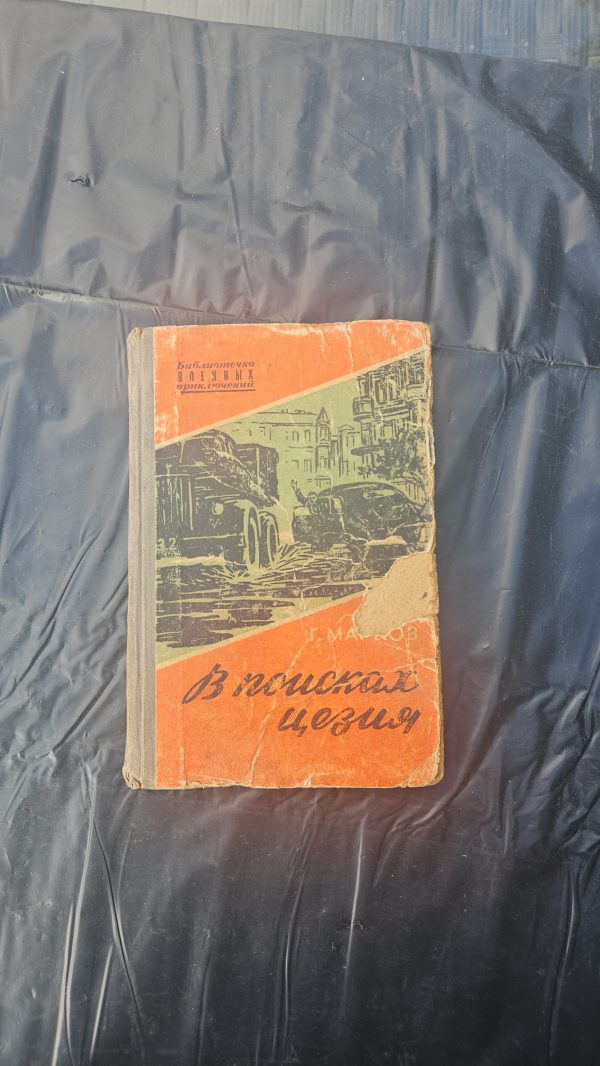 Библиотечка
ВОЕННЫХ
приключений
Г. МАРКОВ
В поисках
цезия